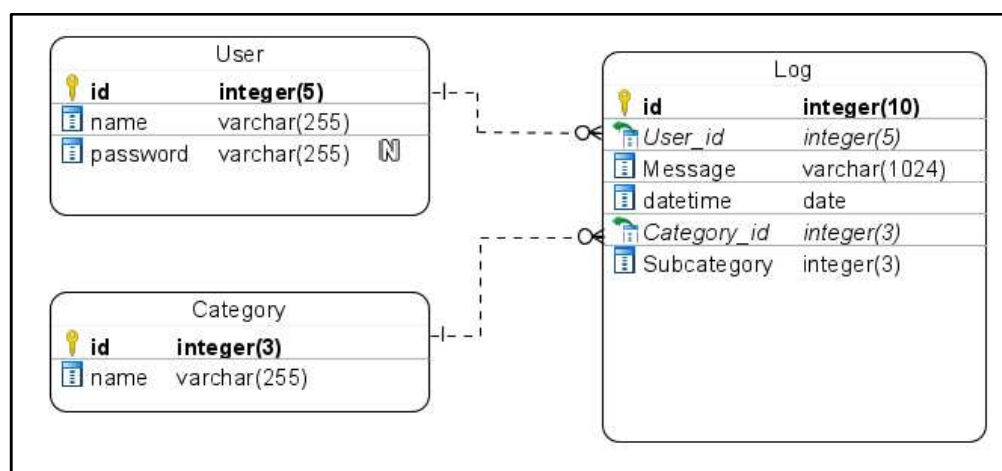 User
id integer(5)
name varchar(255)
password varchar(255) N
Log
id integer(10)
User_id integer(5)
Message varchar(1024)
datetime date
Category_id integer(3)
Subcategory integer(3)
Category
id integer(3)
name varchar(255)